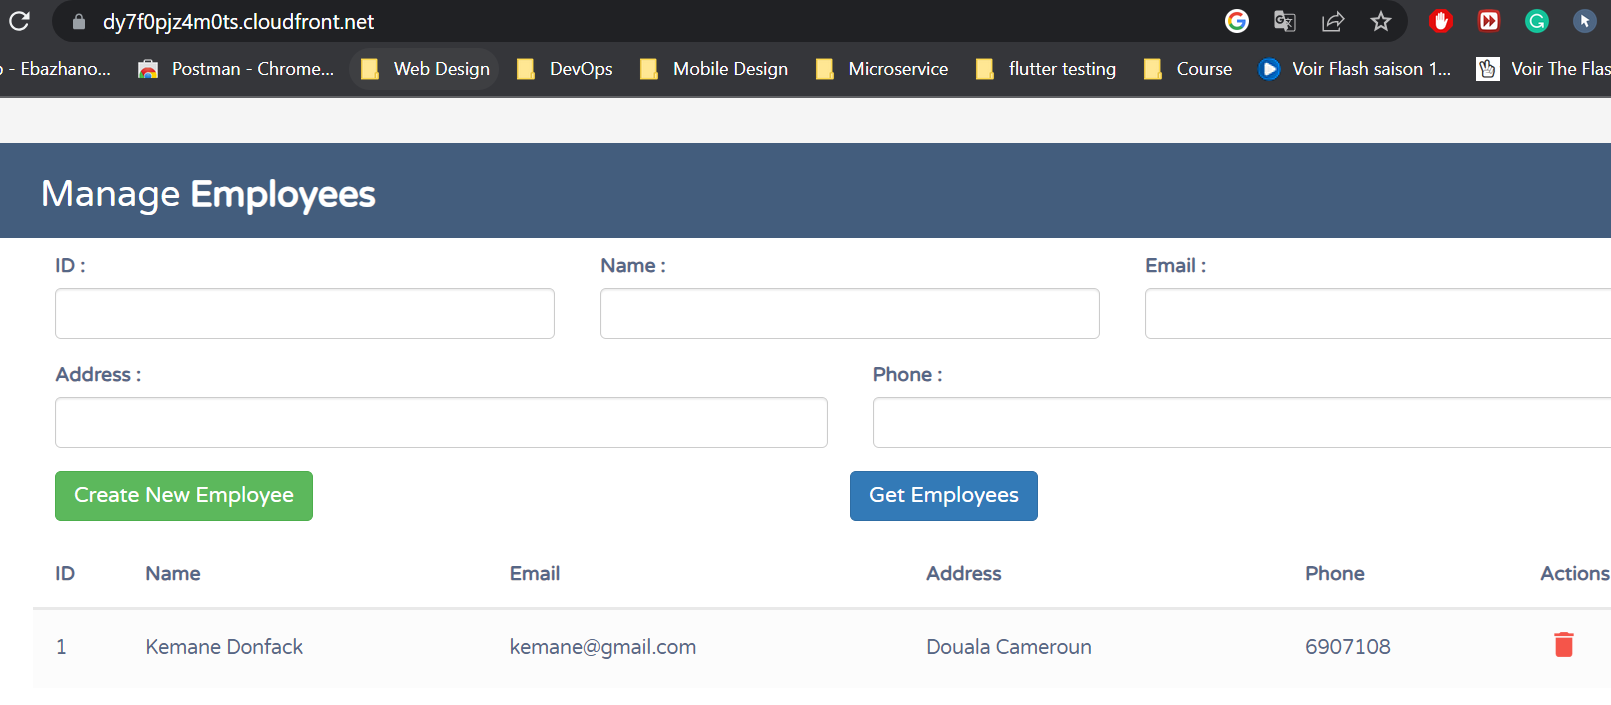 dy7f0pjz4m0ts.cloudfront.net
- Ebazhano... Postman - Chrome... Web Design DevOps Mobile Design Microservice flutter testing Course Voir Flash saison 1... Voir The Flas
Manage Employees
ID : Name : Email :
Address : Phone :
Create New Employee Get Employees
ID Name Email Address Phone Actions
1 Kemane Donfack kemane@gmail.com Douala Cameroun 6907108